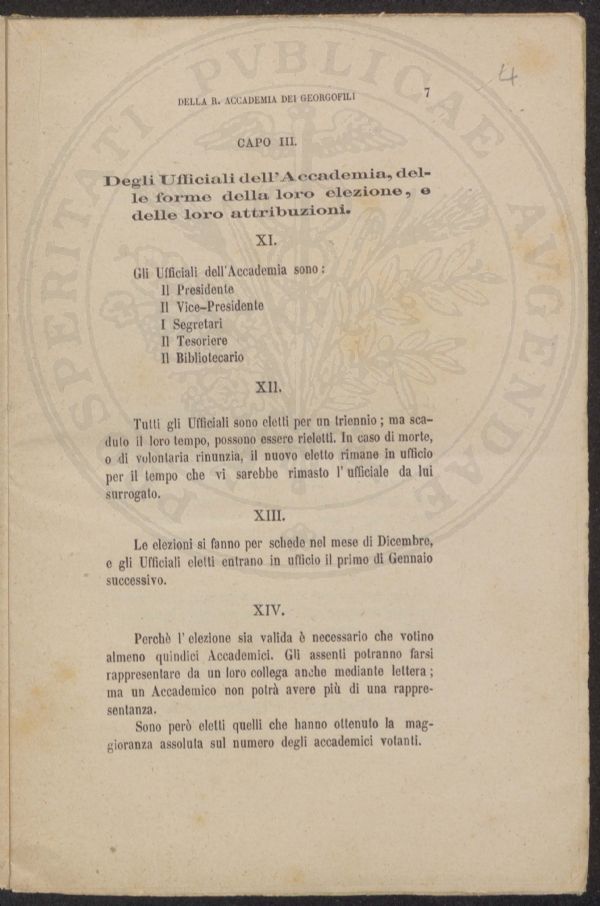 4
DELLA R. ACCADEMIA DEI GEORGOFILI 7
CAPO III.
Degli Ufficiali dell'Accademia, del-
le forme della loro elezione, e
delle loro attribuzioni.
XI.
Gli Ufficiali dell'Accademia sono:
Il Presidente
Il Vice-Presidente
I Segretari
Il Tesoriere
Il Bibliotecario
XII.
Tutti gli Ufficiali sono eletti per un triennio; ma sca-
duto il loro tempo, possono essere rieletti. In caso di morte,
o di volontaria rinunzia, il nuovo eletto rimane in ufficio
per il tempo che vi sarebbe rimasto l'ufficiale da lui
surrogato.
XIII.
Le elezioni si fanno per schede nel mese di Dicembre,
e gli Ufficiali eletti entrano in ufficio il primo di Gennaio
successivo.
XIV.
Perchè l'elezione sia valida è necessario che votino
almeno quindici Accademici. Gli assenti potranno farsi
rappresentare da un loro collega anche mediante lettera;
ma un Accademico non potrà avere più di una rappre-
sentanza.
Sono però eletti quelli che hanno ottenuto la mag-
gioranza assoluta sul numero degli accademici votanti.
PROSPERITATI PVBLICAE AVGENDAE